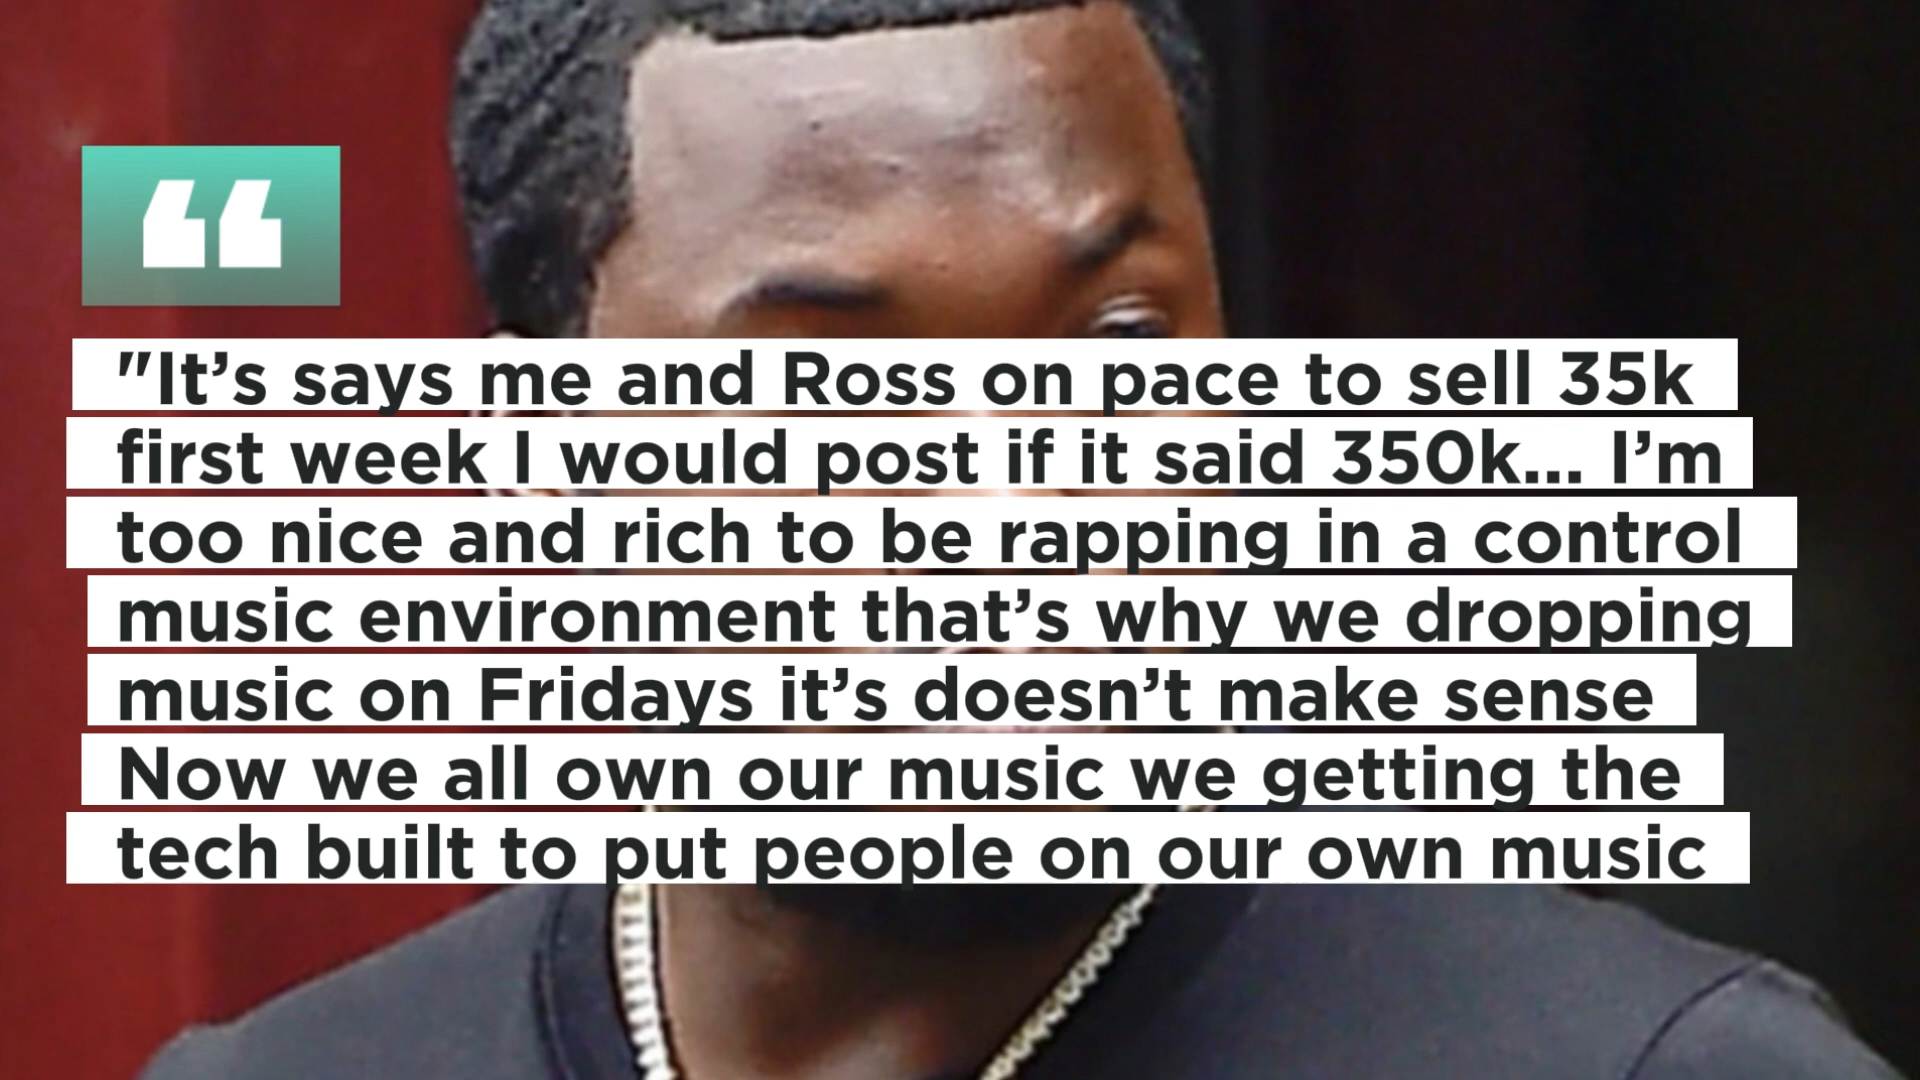 "It’s says me and Ross on pace to sell 35k
first week I would post if it said 350k... I’m
too nice and rich to be rapping in a control
music environment that’s why we dropping
music on Fridays it’s doesn’t make sense
Now we all own our music we getting the
tech built to put people on our own music